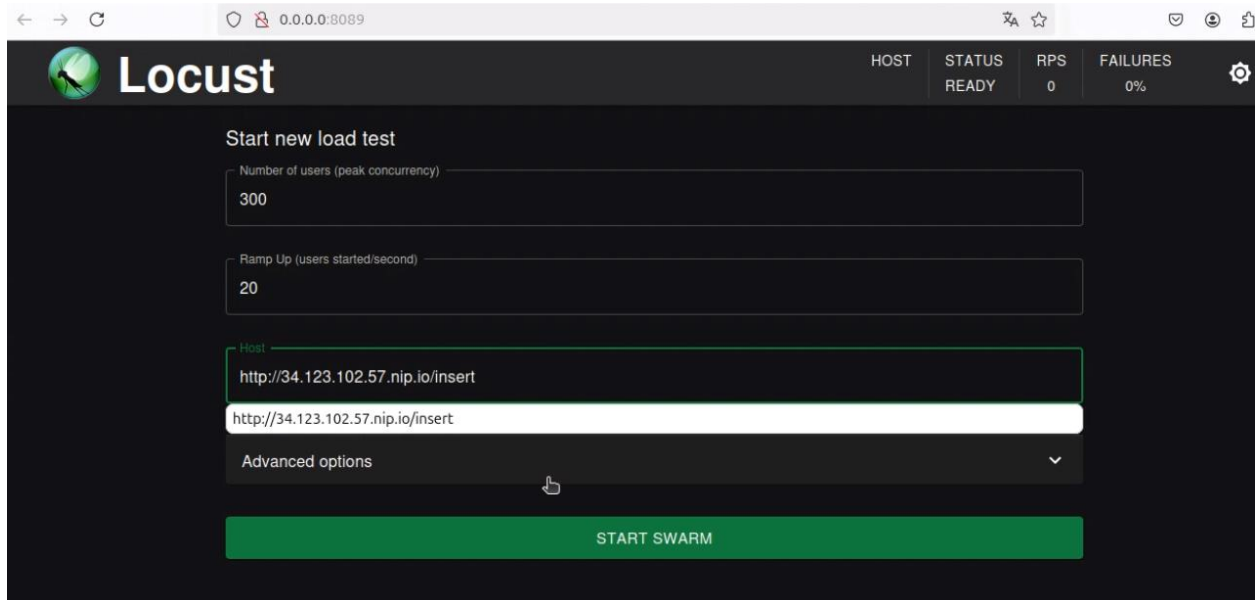 0.0.0.0:8089
Locust
HOST
STATUS
READY
RPS
0
FAILURES
0%
Start new load test
Number of users (peak concurrency)
300
Ramp Up (users started/second)
20
Host
http://34.123.102.57.nip.io/insert
http://34.123.102.57.nip.io/insert
Advanced options
START SWARM